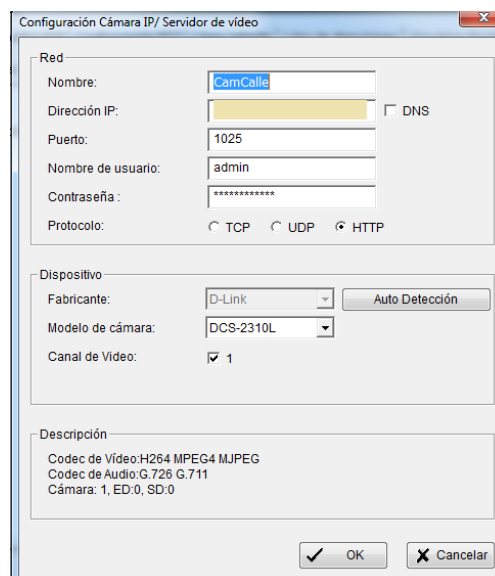 Configuración Cámara IP/ Servidor de vídeo
Red
Nombre: CamCalle
Dirección IP: DNS
Puerto: 1025
Nombre de usuario: admin
Contraseña : ************
Protocolo: TCP UDP HTTP
Dispositivo
Fabricante: D-Link Auto Detección
Modelo de cámara: DCS-2310L
Canal de Video: 1
Descripción
Codec de Vídeo:H264 MPEG4 MJPEG
Codec de Audio:G.726 G.711
Cámara: 1, ED:0, SD:0
OK Cancelar